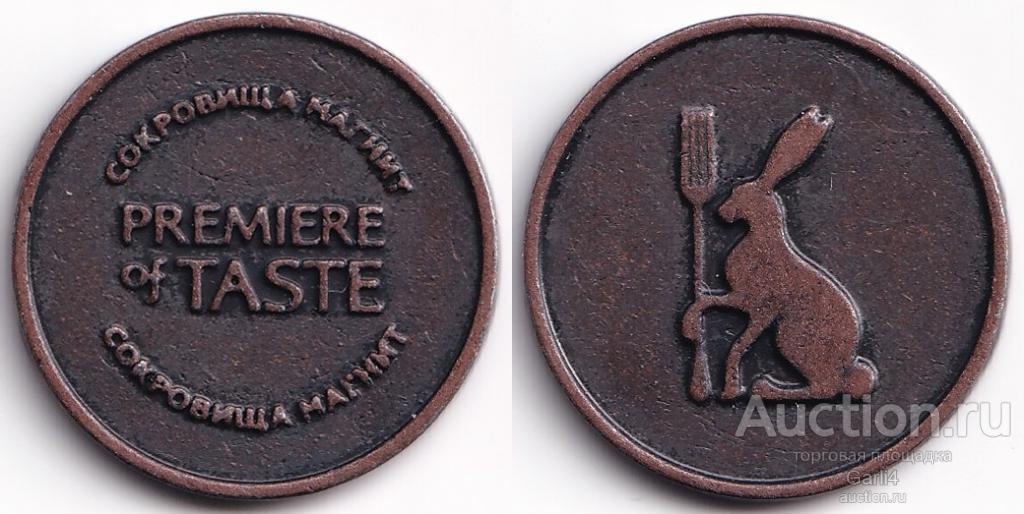 СОКРОВИЩА МАГНИТ
PREMIERE
of TASTE
СОКРОВИЩА МАГНИТ
Auction.ru
торговая площадка
Garli4
auction.ru